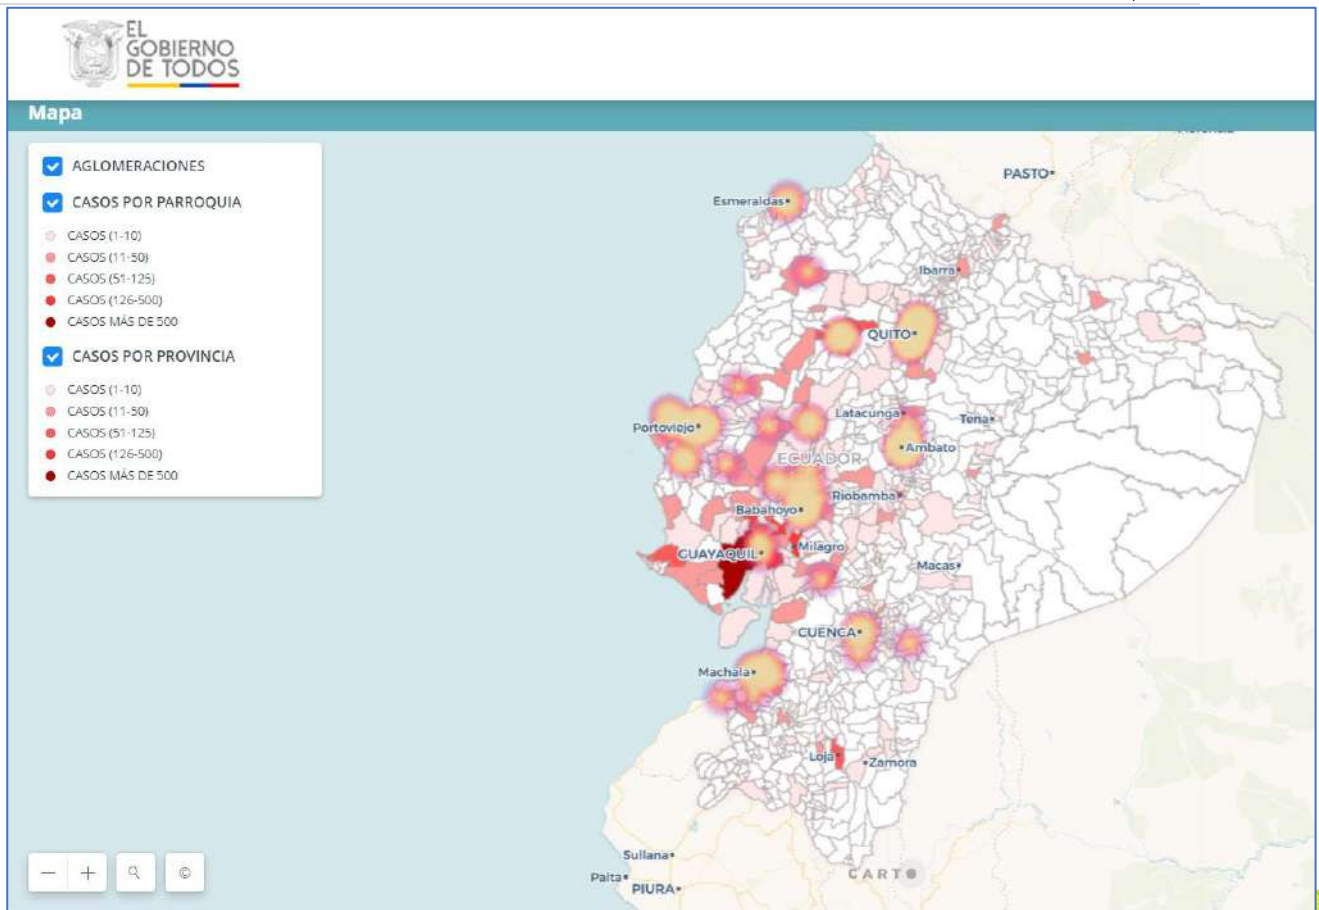 EL
GOBIERNO
DE TODOS
Mapa
AGLOMERACIONES
CASOS POR PARROQUIA
CASOS (1-10)
CASOS (11-50)
CASOS (51-125)
CASOS (126-500)
CASOS MÁS DE 500
CASOS POR PROVINCIA
CASOS (1-10)
CASOS (11-50)
CASOS (51-125)
CASOS (126-500)
CASOS MÁS DE 500
PASTO
Esmeraldas
Ibarra
QUITO
Latacunga
Tena
Portoviejo
Ambato
ECUADOR
Riobamba
Babahoyo
GUAYAQUIL
Milagro
Macas
CUENCA
Machala
Loja
Zamora
Sullana
Paita
PIURA
CARTO
©